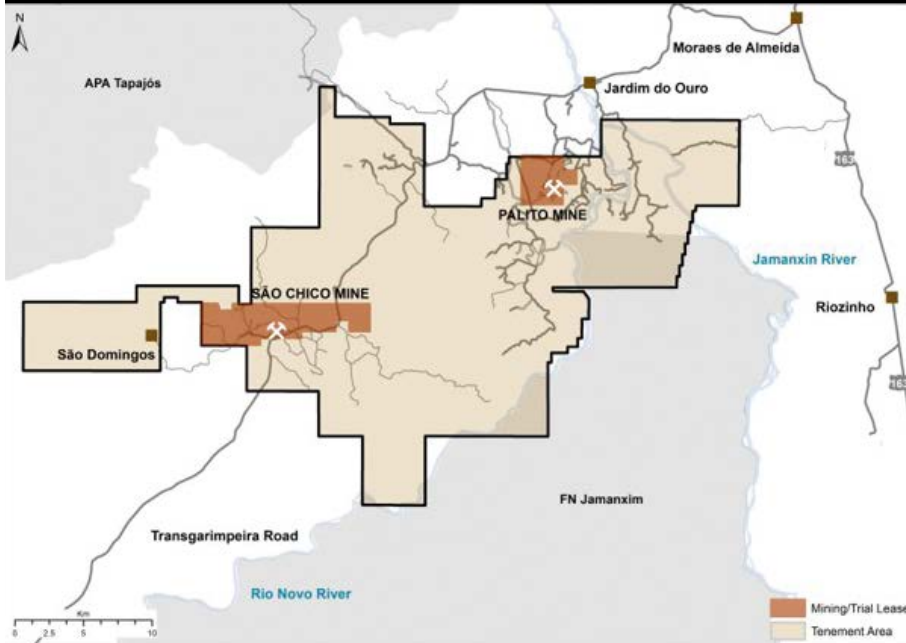 N
Moraes de Almeida
APA Tapajós
Jardim do Ouro
163
PALITO MINE
Jamanxin River
SÃO CHICO MINE
Riozinho
São Domingos
163
FN Jamanxim
Transgarimpeira Road
Rio Novo River
Km
0 2.5 5 10
Mining/Trial Lease
Tenement Area